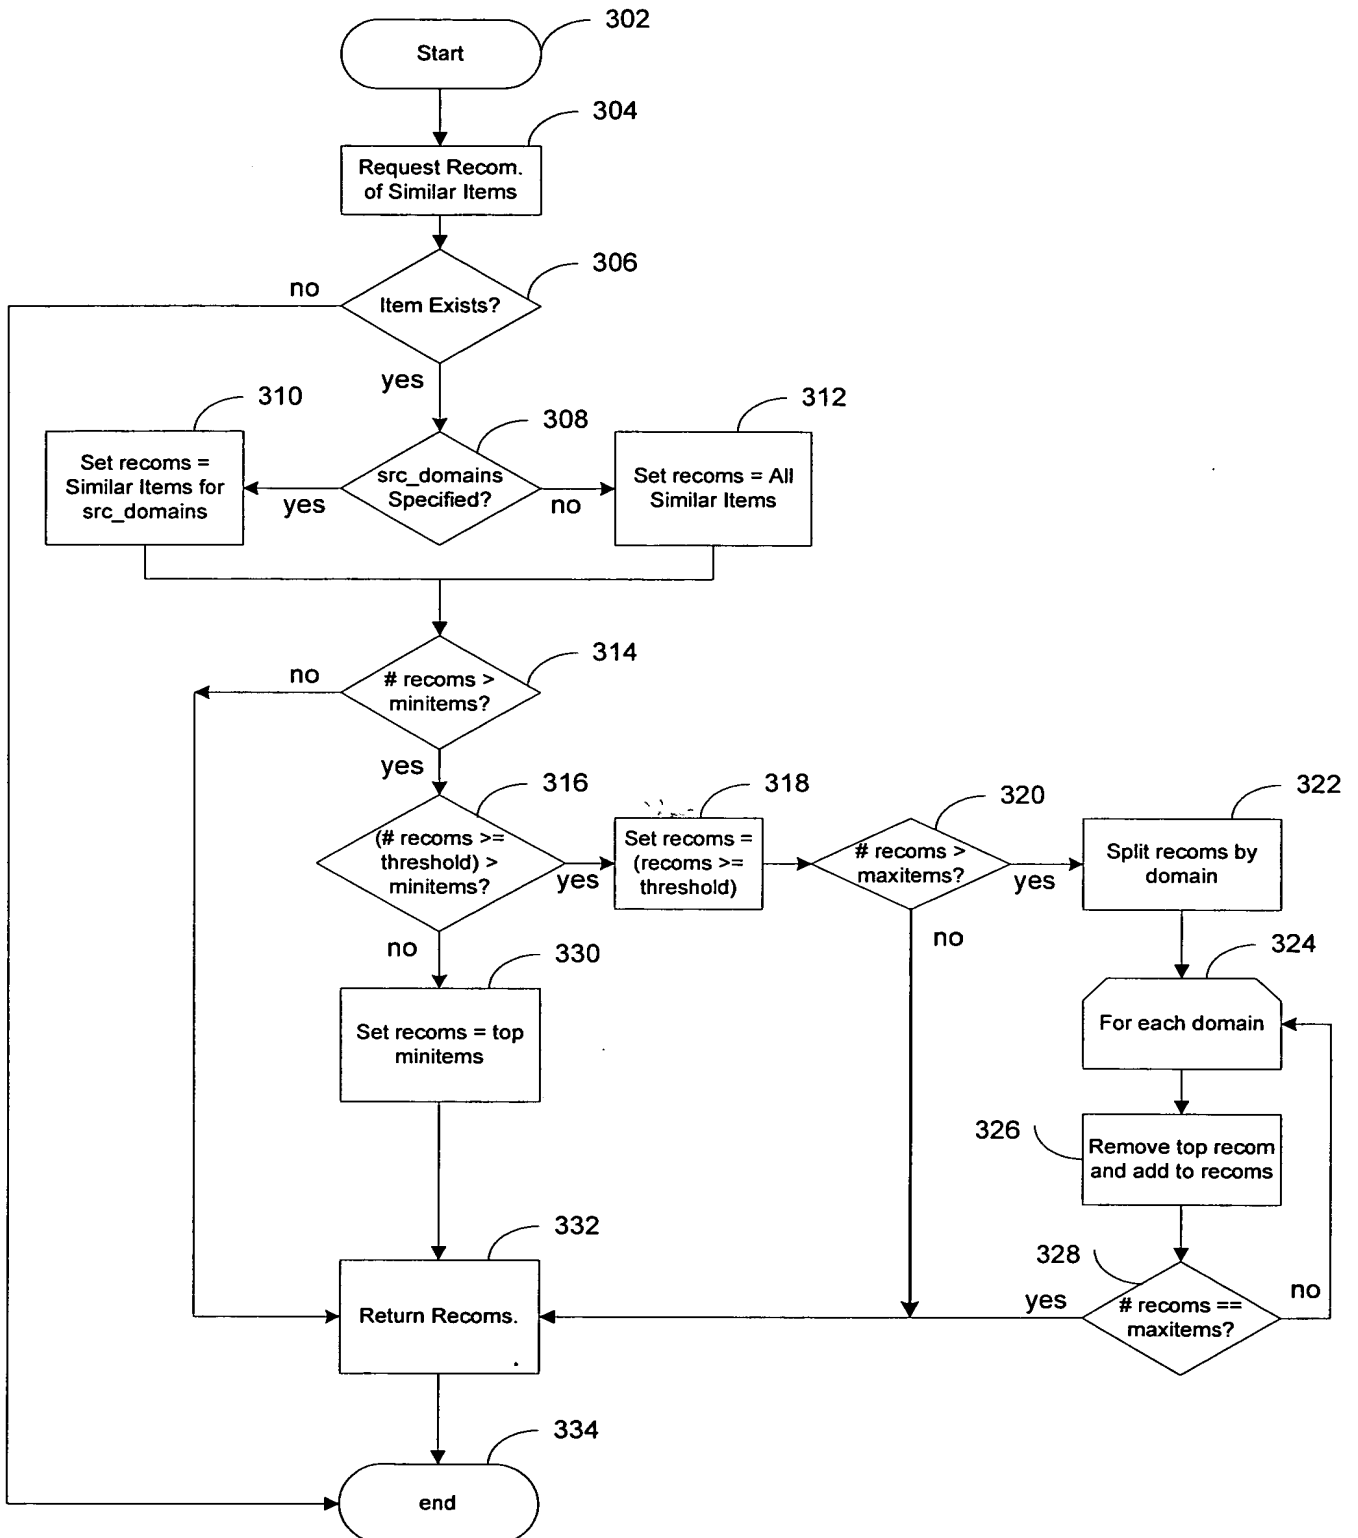 302
Start
304
Request Recom.
of Similar Items
306
no
Item Exists?
yes
310
308
312
Set recoms =
Similar Items for
src_domains
yes
src_domains
Specified?
no
Set recoms = All
Similar Items
314
no
# recoms >
minitems?
yes
316
318
320
322
(# recoms >=
threshold) >
minitems?
yes
Set recoms =
(recoms >=
threshold)
# recoms >
maxitems?
yes
Split recoms by
domain
no
no
330
324
Set recoms = top
minitems
For each domain
326
Remove top recom
and add to recoms
332
328
Return Recoms.
yes
# recoms ==
maxitems?
no
334
end